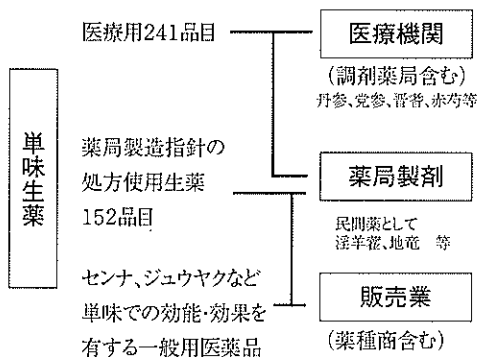 医療用241品目
医療機関
(調剤薬局含む)
丹参、党参、晋耆、赤芍等
単味生薬
薬局製造指針の
処方使用生薬
152品目
薬局製剤
民間薬として
淫羊藿、地竜 等
センナ、ジュウヤクなど
単味での効能・効果を
有する一般用医薬品
販売業
(薬種商含む)